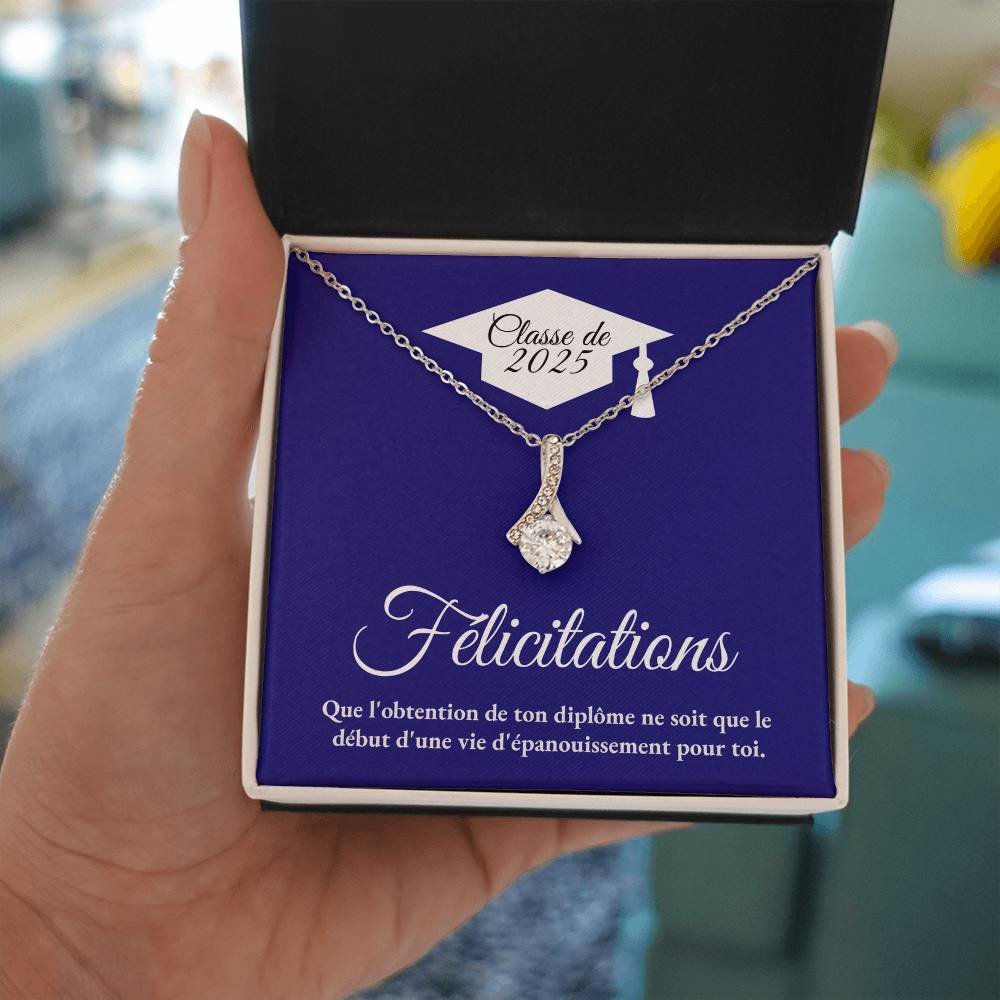 Classe de
2025
Félicitations
Que l'obtention de ton diplôme ne soit que le
début d'une vie d'épanouissement pour toi.